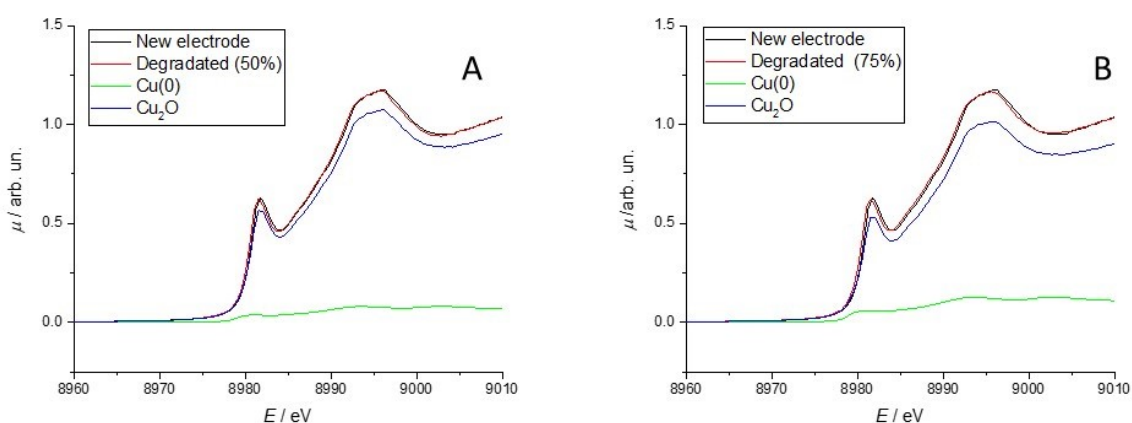 1.5
New electrode
Degradated (50%)
Cu(0)
Cu₂O
A
1.0
0.5
0.0
μ / arb. un.
8960 8970 8980 8990 9000 9010
E / eV
1.5
New electrode
Degradated (75%)
Cu(0)
Cu₂O
B
1.0
0.5
0.0
μ /arb. un.
8960 8970 8980 8990 9000 9010
E / eV